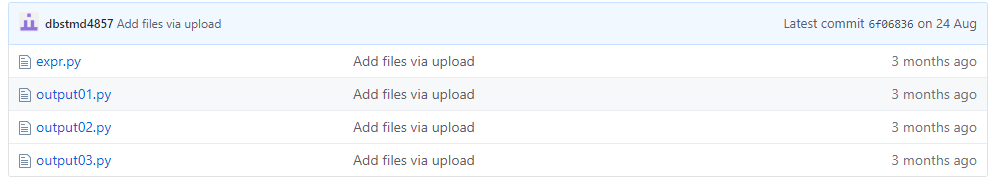 dbstmd4857 Add files via upload Latest commit 6f06836 on 24 Aug
expr.py Add files via upload 3 months ago
output01.py Add files via upload 3 months ago
output02.py Add files via upload 3 months ago
output03.py Add files via upload 3 months ago